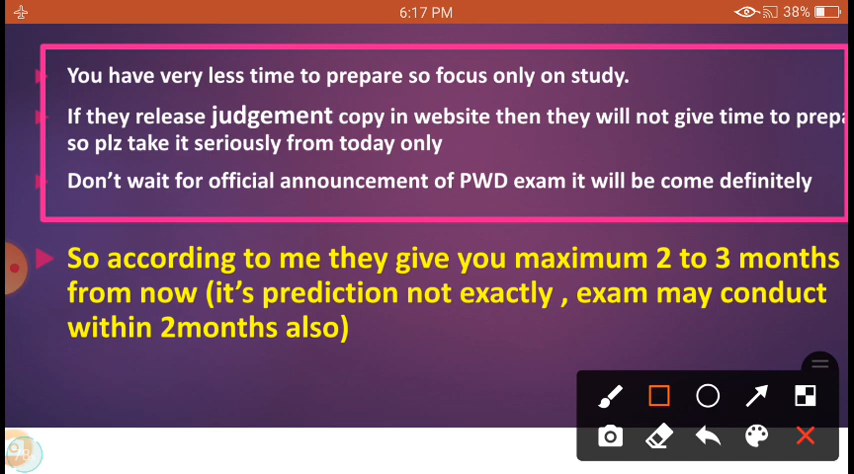 6:17 PM
38%
You have very less time to prepare so focus only on study.
If they release judgement copy in website then they will not give time to prepa
so plz take it seriously from today only
Don't wait for official announcement of PWD exam it will be come definitely
So according to me they give you maximum 2 to 3 months
from now (it's prediction not exactly , exam may conduct
within 2months also)